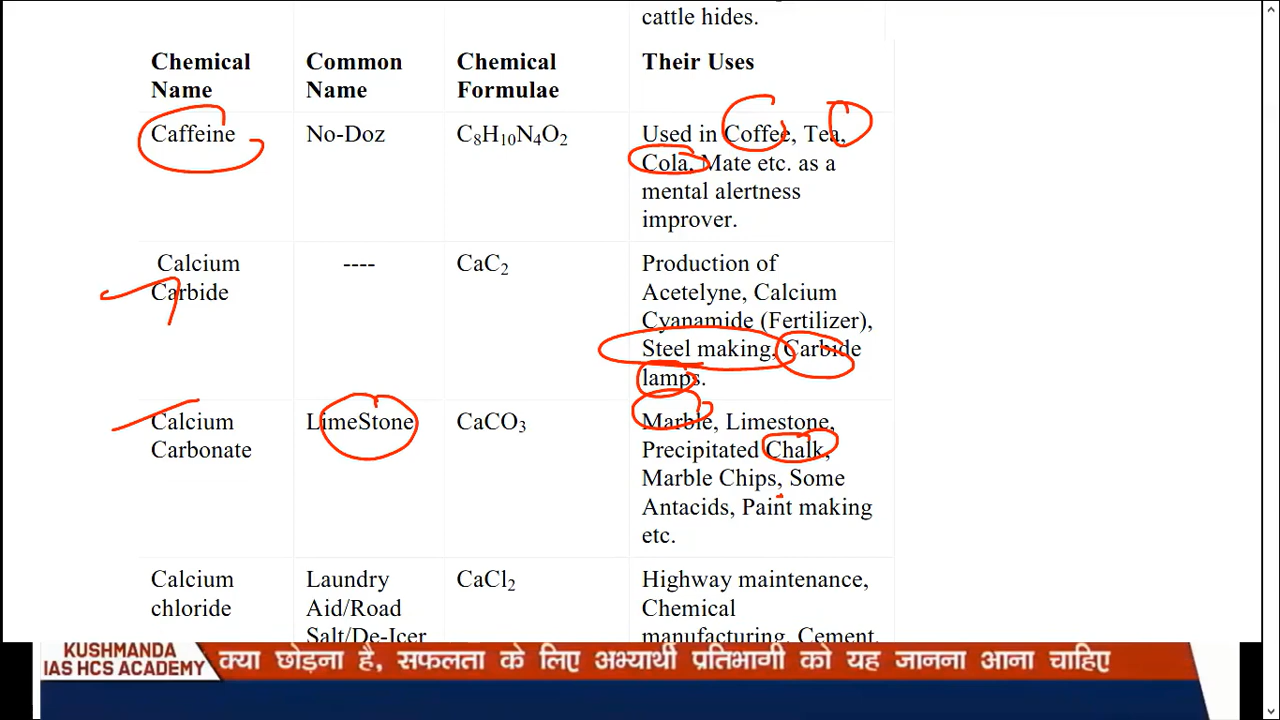 cattle hides.
Chemical Name
Common Name
Chemical Formulae
Their Uses
Caffeine
No-Doz
C₈H₁₀N₄O₂
Used in Coffee, Tea,
Cola, Mate etc. as a
mental alertness
improver.
Calcium
Carbide
----
CaC₂
Production of
Acetelyne, Calcium
Cyanamide (Fertilizer),
Steel making, Carbide
lamps.
Calcium
Carbonate
LimeStone
CaCO₃
Marble, Limestone,
Precipitated Chalk,
Marble Chips, Some
Antacids, Paint making
etc.
Calcium
chloride
Laundry
Aid/Road
Salt/De-Icer
CaCl₂
Highway maintenance,
Chemical
manufacturing, Cement,
KUSHMANDA
IAS HCS ACADEMY
क्या छोड़ना है, सफलता के लिए अभ्यार्थी प्रतिभागी को यह जानना आना चाहिए